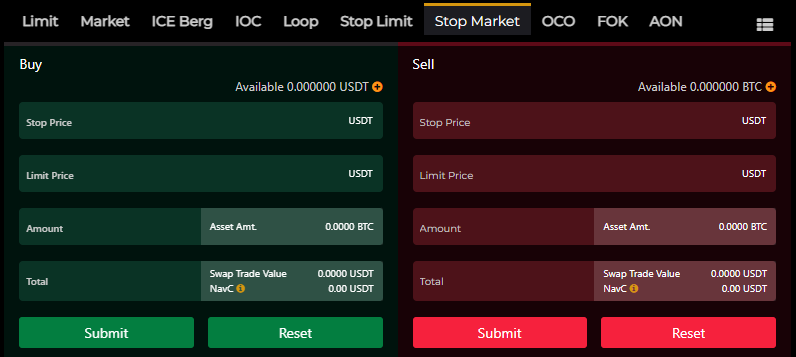 Limit Market ICE Berg IOC Loop Stop Limit Stop Market OCO FOK AON
Buy
Available 0.000000 USDT
Stop Price USDT
Limit Price USDT
Amount Asset Amt. 0.0000 BTC
Total Swap Trade Value 0.0000 USDT
NavC 0.00 USDT
Submit Reset
Sell
Available 0.000000 BTC
Stop Price USDT
Limit Price USDT
Amount Asset Amt. 0.0000 BTC
Total Swap Trade Value 0.0000 USDT
NavC 0.00 USDT
Submit Reset